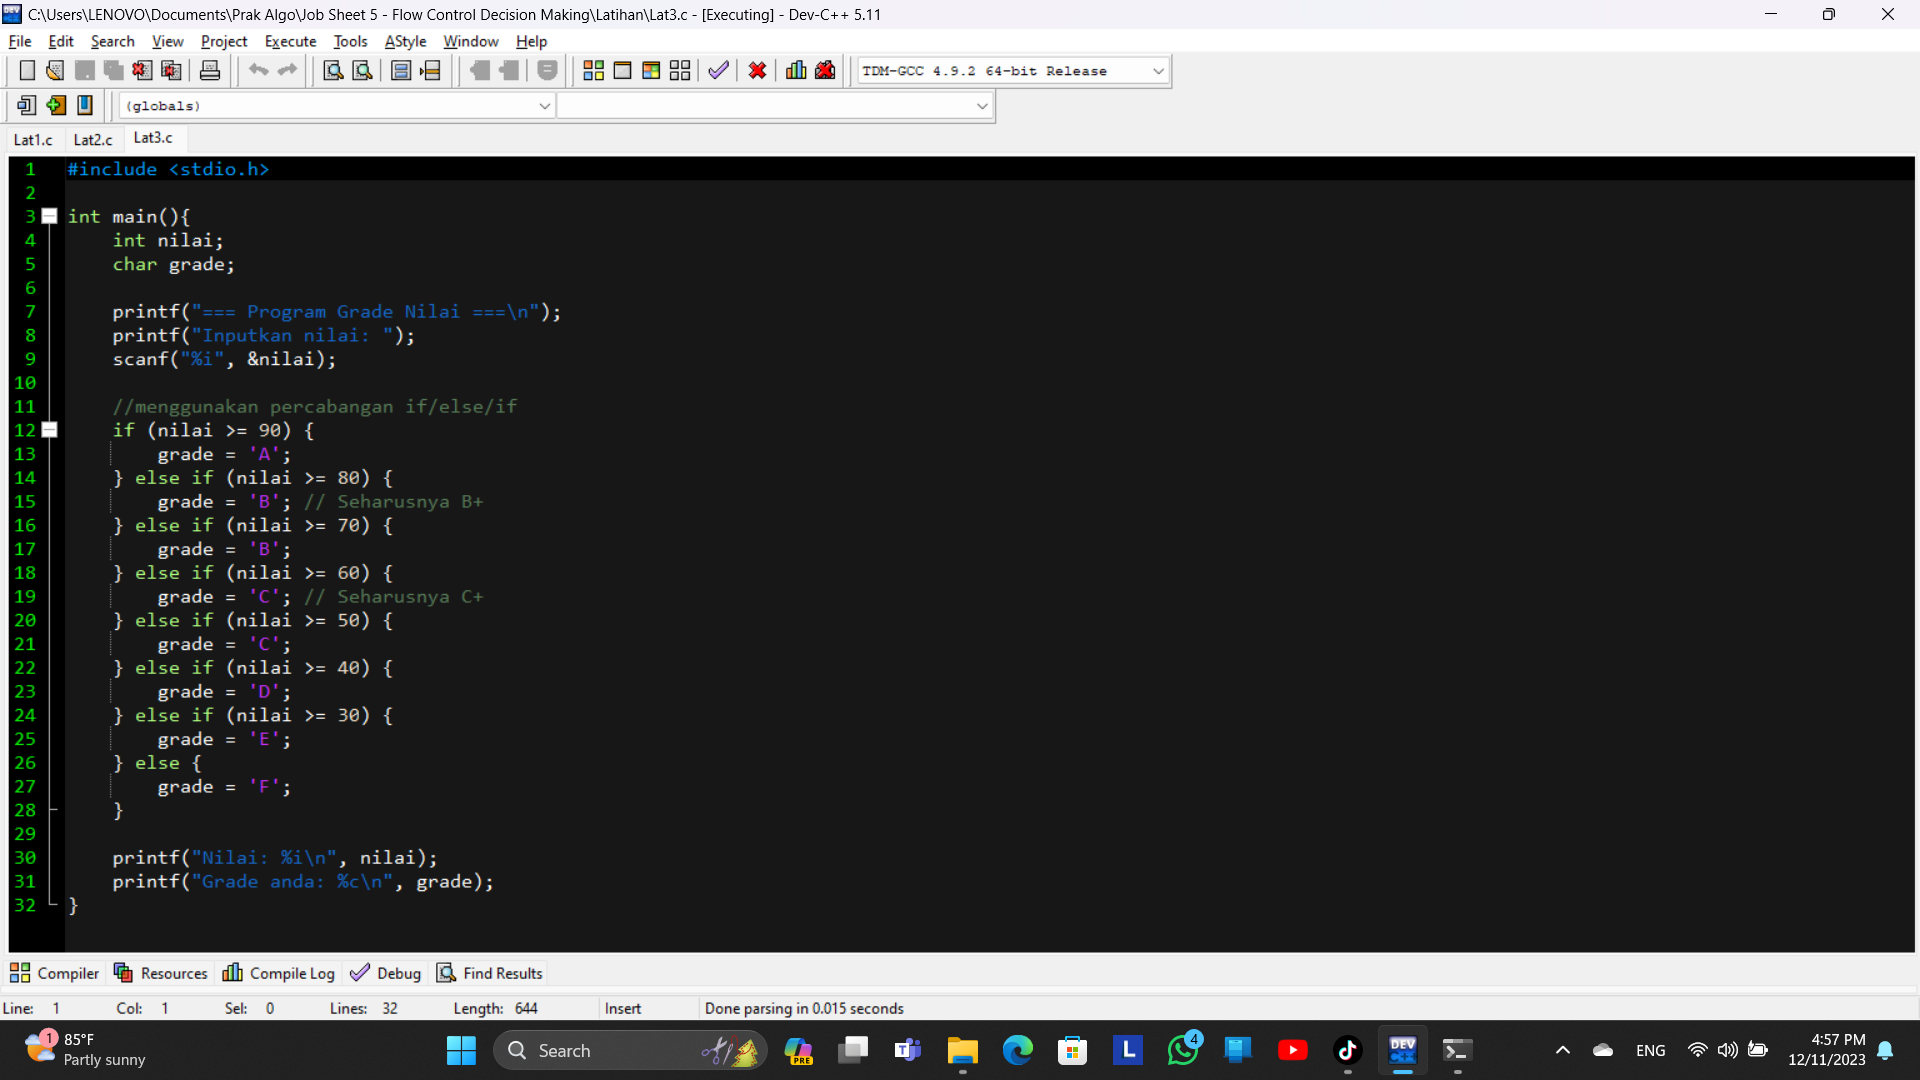 C:\Users\LENOVO\Documents\Prak Algo\Job Sheet 5 - Flow Control Decision Making\Latihan\Lat3.c - [Executing] - Dev-C++ 5.11
File Edit Search View Project Execute Tools AStyle Window Help
TDM-GCC 4.9.2 64-bit Release
(globals)
Lat1.c Lat2.c Lat3.c
1 #include <stdio.h>
2
3 int main(){
4     int nilai;
5     char grade;
6
7     printf("=== Program Grade Nilai ===\n");
8     printf("Inputkan nilai: ");
9     scanf("%i", &nilai);
10
11     //menggunakan percabangan if/else/if
12     if (nilai >= 90) {
13         grade = 'A';
14     } else if (nilai >= 80) {
15         grade = 'B'; // Seharusnya B+
16     } else if (nilai >= 70) {
17         grade = 'B';
18     } else if (nilai >= 60) {
19         grade = 'C'; // Seharusnya C+
20     } else if (nilai >= 50) {
21         grade = 'C';
22     } else if (nilai >= 40) {
23         grade = 'D';
24     } else if (nilai >= 30) {
25         grade = 'E';
26     } else {
27         grade = 'F';
28     }
29
30     printf("Nilai: %i\n", nilai);
31     printf("Grade anda: %c\n", grade);
32 }
Compiler Resources Compile Log Debug Find Results
Line: 1 Col: 1 Sel: 0 Lines: 32 Length: 644 Insert Done parsing in 0.015 seconds
1 85°F
Partly sunny
Search
PRE
L
4
DEV
C++
ENG
4:57 PM
12/11/2023